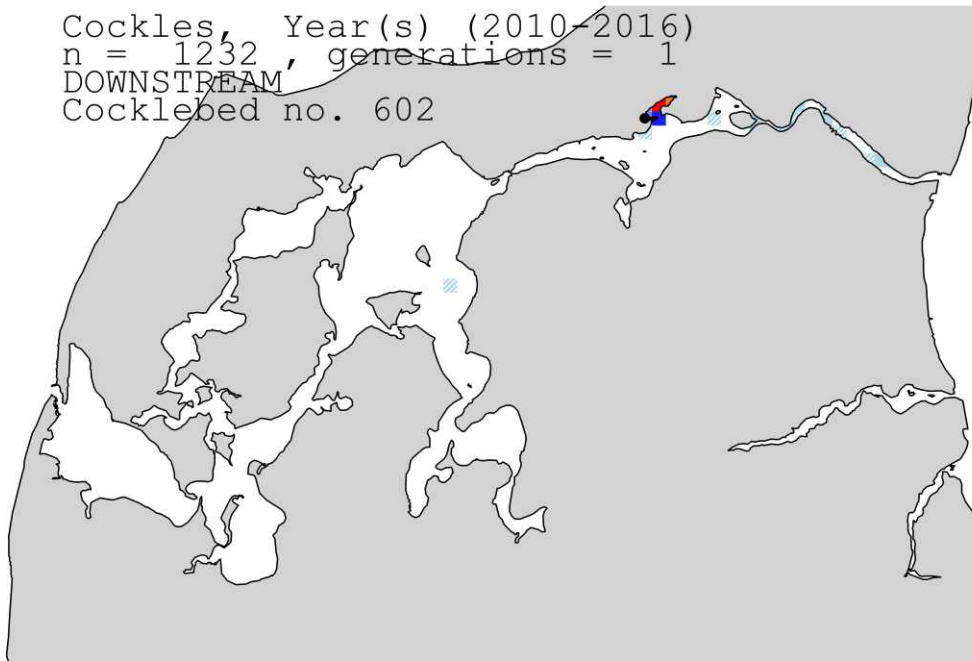 Cockles, Year(s) (2010-2016)
n = 1232 , generations = 1
DOWNSTREAM
Cocklebed no. 602